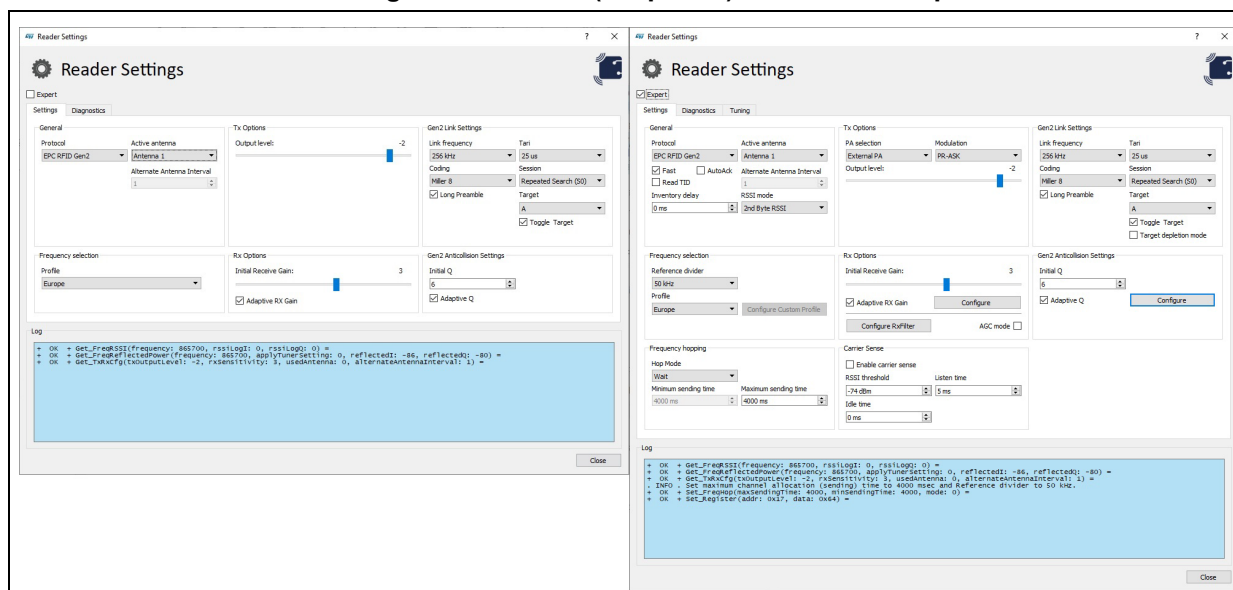 Reader Settings
? ×
Reader Settings
Expert
Settings Diagnostics
General
Protocol Active antenna
EPC RFID Gen2 Antenna 1
Alternate Antenna Interval
1
Tx Options
Output level: -2
Gen2 Link Settings
Link frequency Tari
256 kHz 25 us
Coding Session
Miller 8 Repeated Search (S0)
Long Preamble Target
A
Toggle Target
Frequency selection
Profile
Europe
Rx Options
Initial Receive Gain: 3
Adaptive RX Gain
Gen2 Anticollision Settings
Initial Q
6
Adaptive Q
Log
+ OK + Get_FreqRSSI(frequency: 865700, rssiLogI: 0, rssiLogQ: 0) =
+ OK + Get_FreqReflectedPower(frequency: 865700, applyTunerSetting: 0, reflectedI: -86, reflectedQ: -80) =
+ OK + Get_TxRxCfg(txOutputLevel: -2, rxSensitivity: 3, usedAntenna: 0, alternateAntennaInterval: 1) =
Close
Reader Settings
? ×
Reader Settings
Expert
Settings Diagnostics Tuning
General
Protocol Active antenna
EPC RFID Gen2 Antenna 1
Fast AutoAck Alternate Antenna Interval
Read TID 1
Inventory delay RSSI mode
0 ms 2nd Byte RSSI
Tx Options
PA selection Modulation
External PA PR-ASK
Output level: -2
Gen2 Link Settings
Link frequency Tari
256 kHz 25 us
Coding Session
Miller 8 Repeated Search (S0)
Long Preamble Target
A
Toggle Target
Target depletion mode
Frequency selection
Reference divider
50 kHz
Profile
Europe Configure Custom Profile
Rx Options
Initial Receive Gain: 3
Adaptive RX Gain Configure
Configure RxFilter AGC mode
Gen2 Anticollision Settings
Initial Q
6
Adaptive Q Configure
Frequency hopping
Hop Mode
Wait
Minimum sending time Maximum sending time
4000 ms 4000 ms
Carrier Sense
Enable carrier sense
RSSI threshold Listen time
-74 dBm 5 ms
Idle time
0 ms
Log
+ OK + Get_FreqRSSI(frequency: 865700, rssiLogI: 0, rssiLogQ: 0) =
+ OK + Get_FreqReflectedPower(frequency: 865700, applyTunerSetting: 0, reflectedI: -86, reflectedQ: -80) =
+ OK + Get_TxRxCfg(txOutputLevel: -2, rxSensitivity: 3, usedAntenna: 0, alternateAntennaInterval: 1) =
. INFO . Set maximum channel allocation (sending) time to 4000 msec and Reference divider to 50 kHz.
+ OK + Set_FreqHop(maxSendingTime: 4000, minSendingTime: 4000, mode: 0) =
+ OK + Set_Register(addr: 0x17, data: 0x64) =
Close